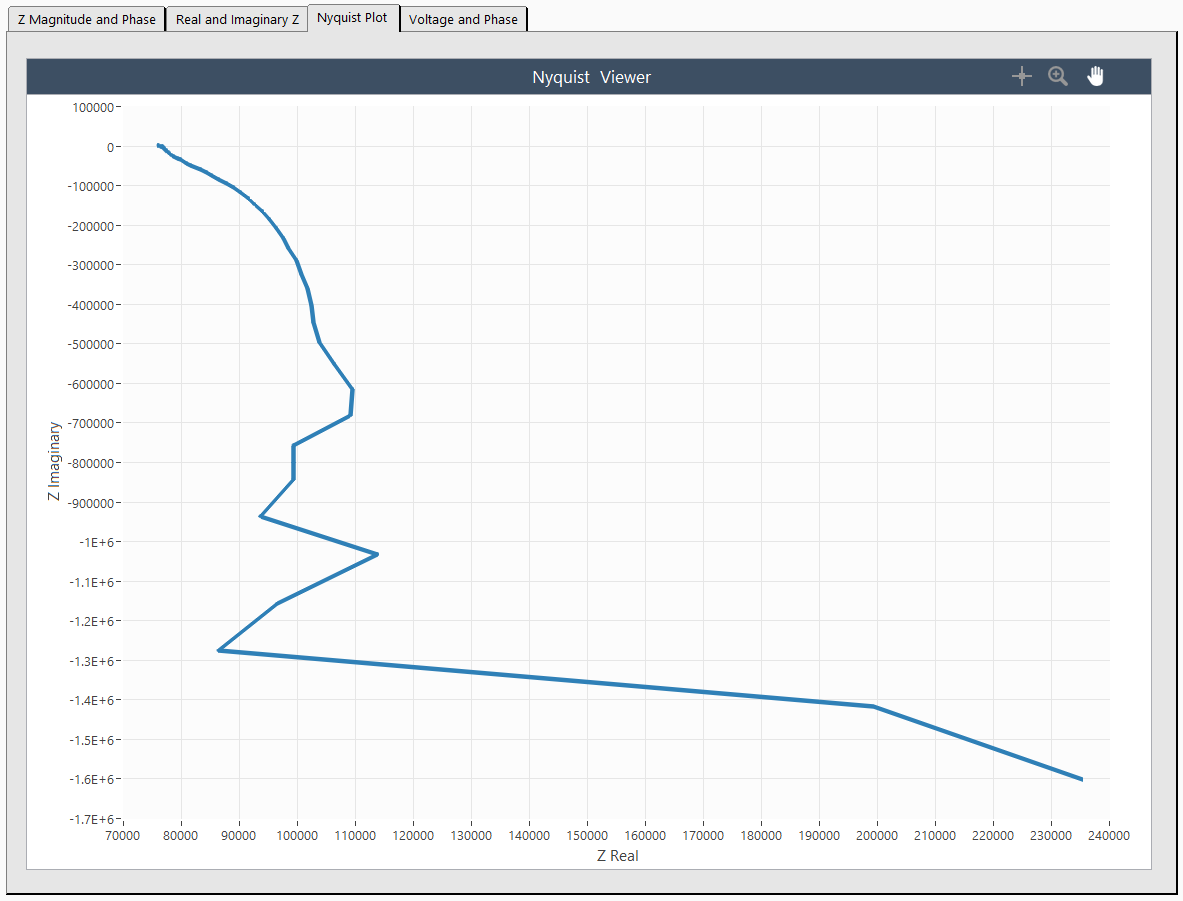 Z Magnitude and Phase
Real and Imaginary Z
Nyquist Plot
Voltage and Phase
Nyquist Viewer
100000
0
-100000
-200000
-300000
-400000
-500000
-600000
-700000
-800000
-900000
-1E+6
-1.1E+6
-1.2E+6
-1.3E+6
-1.4E+6
-1.5E+6
-1.6E+6
-1.7E+6
Z Imaginary
70000
80000
90000
100000
110000
120000
130000
140000
150000
160000
170000
180000
190000
200000
210000
220000
230000
240000
Z Real